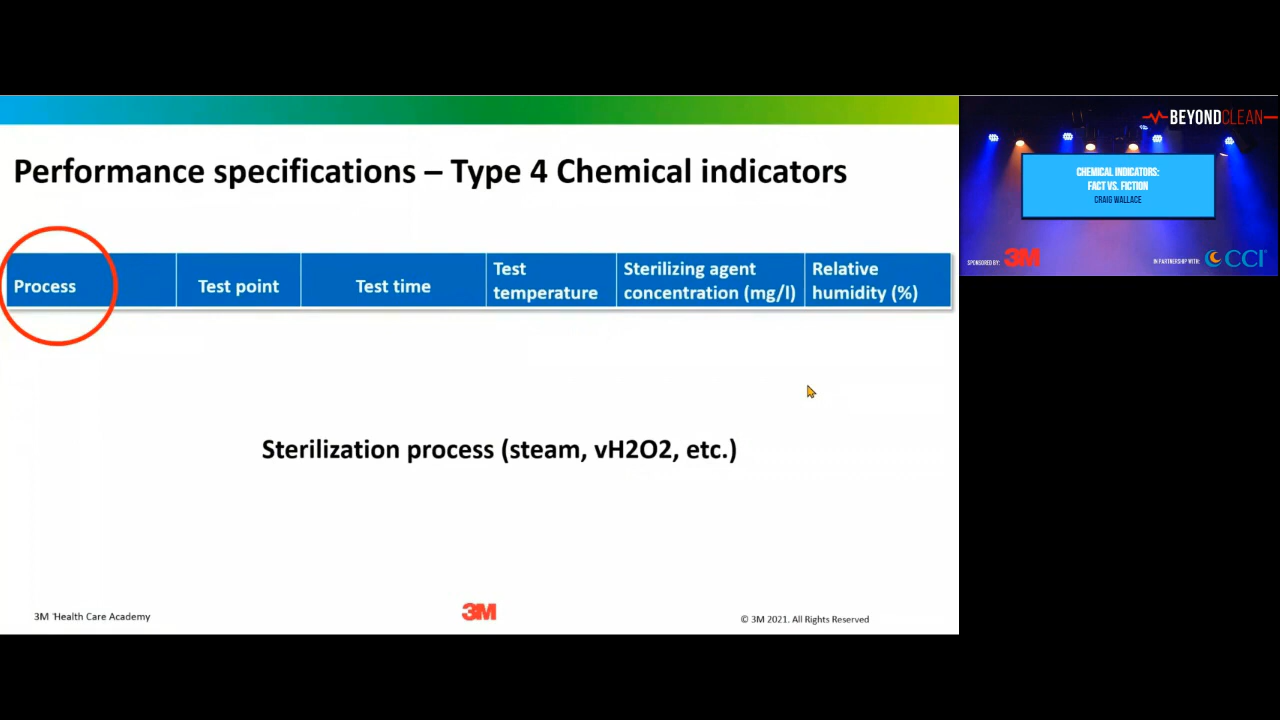 Performance specifications – Type 4 Chemical indicators
Process
Test point
Test time
Test
temperature
Sterilizing agent
concentration (mg/l)
Relative
humidity (%)
Sterilization process (steam, vH2O2, etc.)
3M 'Health Care Academy
3M
© 3M 2021. All Rights Reserved
BEYONDCLEAN
CHEMICAL INDICATORS:
FACT VS. FICTION
CRAIG WALLACE
SPONSORED BY: 3M
IN PARTNERSHIP WITH: CCI